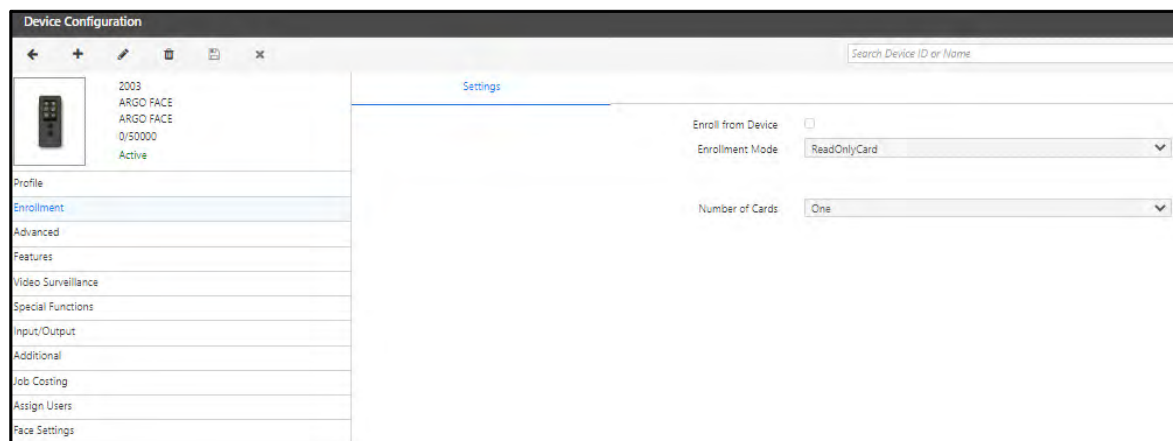 Device Configuration
Search Device ID or Name
2003
ARGO FACE
ARGO FACE
0/50000
Active
Profile
Enrollment
Advanced
Features
Video Surveillance
Special Functions
Input/Output
Additional
Job Costing
Assign Users
Face Settings
Settings
Enroll from Device
Enrollment Mode ReadOnlyCard
Number of Cards One